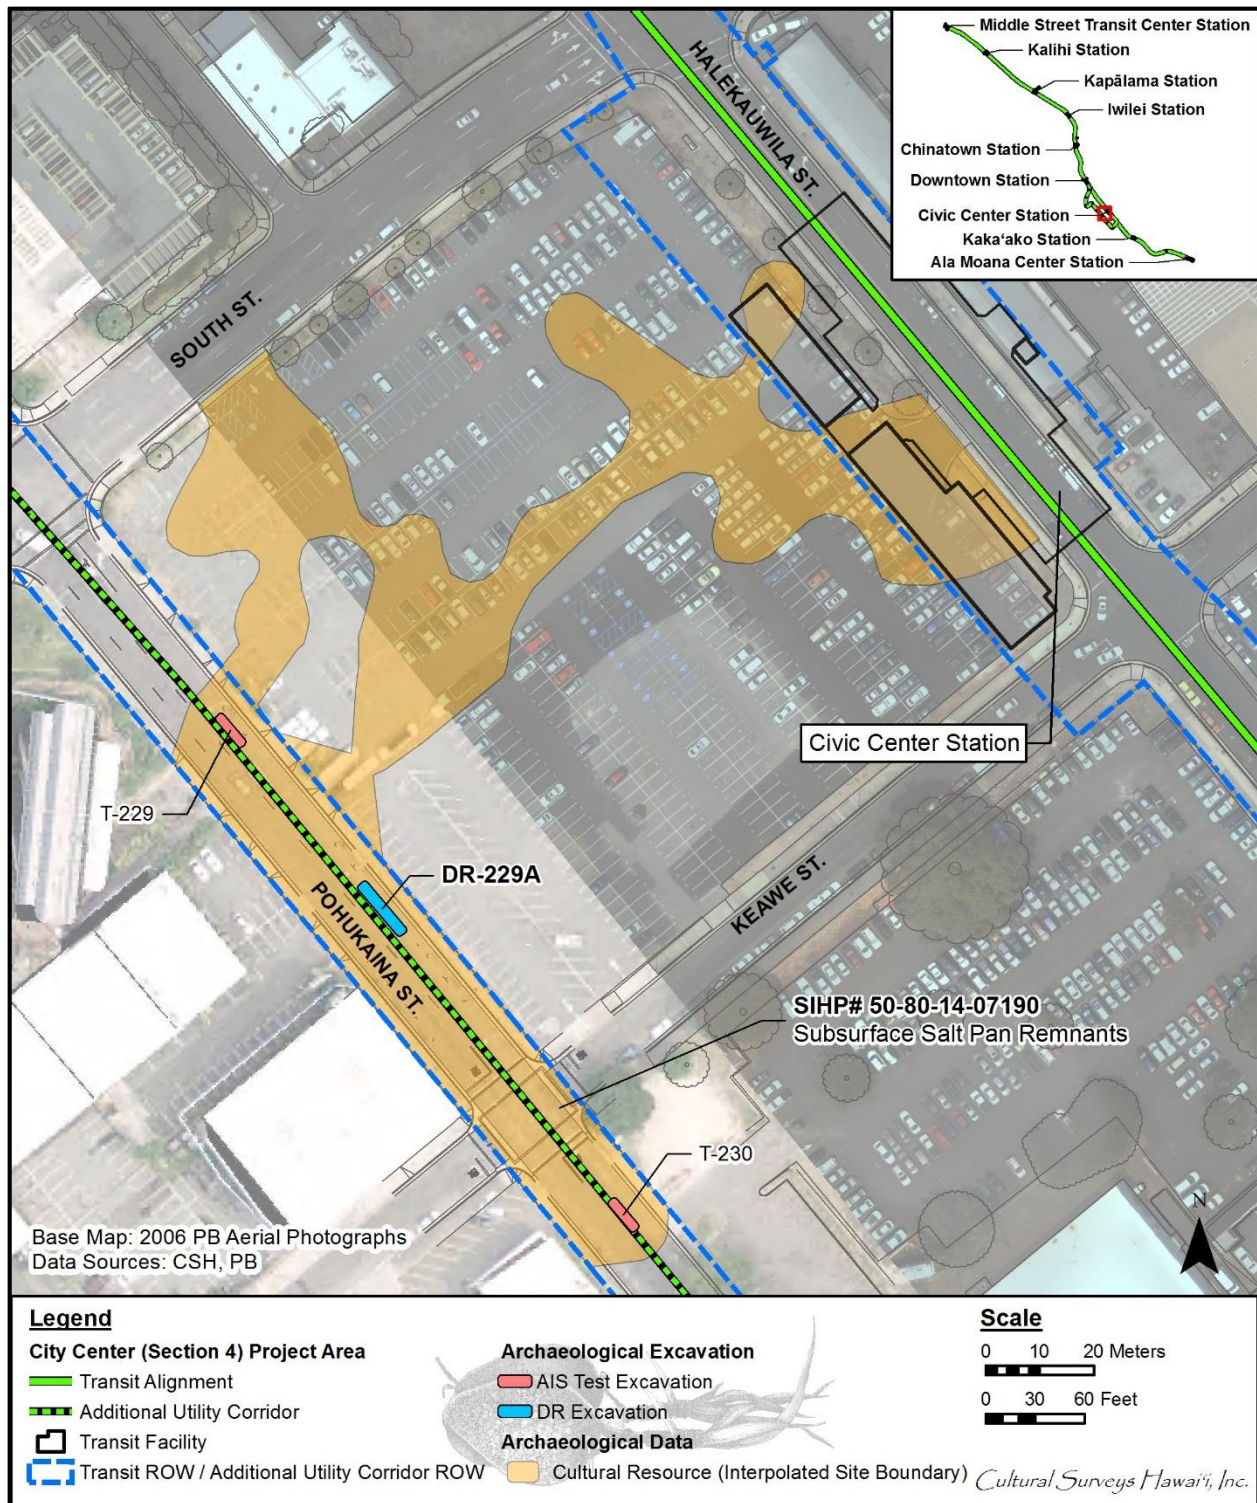 Middle Street Transit Center Station
Kalihi Station
Kapālama Station
Iwilei Station
Chinatown Station
Downtown Station
Civic Center Station
Kakaʻako Station
Ala Moana Center Station
HALEKAUWILA ST.
SOUTH ST.
Civic Center Station
T-229
DR-229A
POHUKAINA ST.
KEAWE ST.
SIHP# 50-80-14-07190
Subsurface Salt Pan Remnants
T-230
N
Base Map: 2006 PB Aerial Photographs
Data Sources: CSH, PB
Legend
City Center (Section 4) Project Area
Transit Alignment
Additional Utility Corridor
Transit Facility
Transit ROW / Additional Utility Corridor ROW
Archaeological Excavation
AIS Test Excavation
DR Excavation
Archaeological Data
Cultural Resource (Interpolated Site Boundary)
Scale
0 10 20 Meters
0 30 60 Feet
Cultural Surveys Hawaiʻi, Inc.